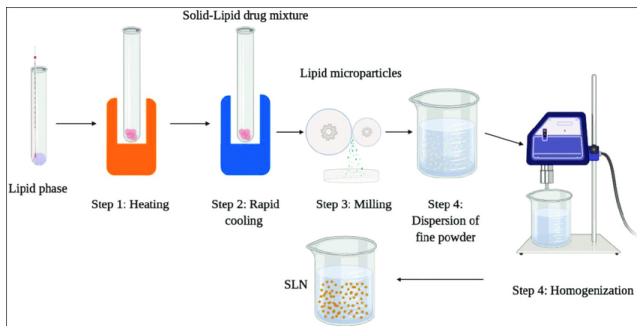 Solid-Lipid drug mixture
Lipid microparticles
Lipid phase
Step 1: Heating
Step 2: Rapid
cooling
Step 3: Milling
Step 4:
Dispersion of
fine powder
Step 4: Homogenization
SLN